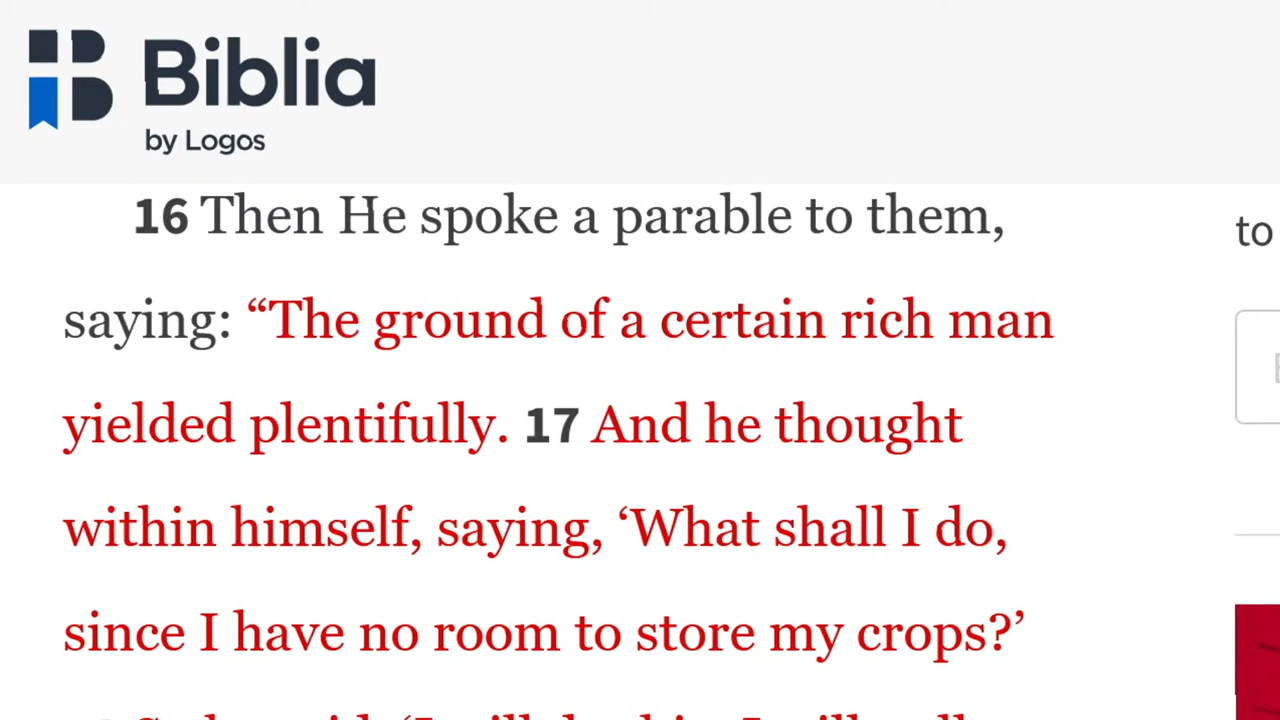 Biblia
by Logos
16 Then He spoke a parable to them,
to
saying: “The ground of a certain rich man
yielded plentifully. 17 And he thought
within himself, saying, ‘What shall I do,
since I have no room to store my crops?’